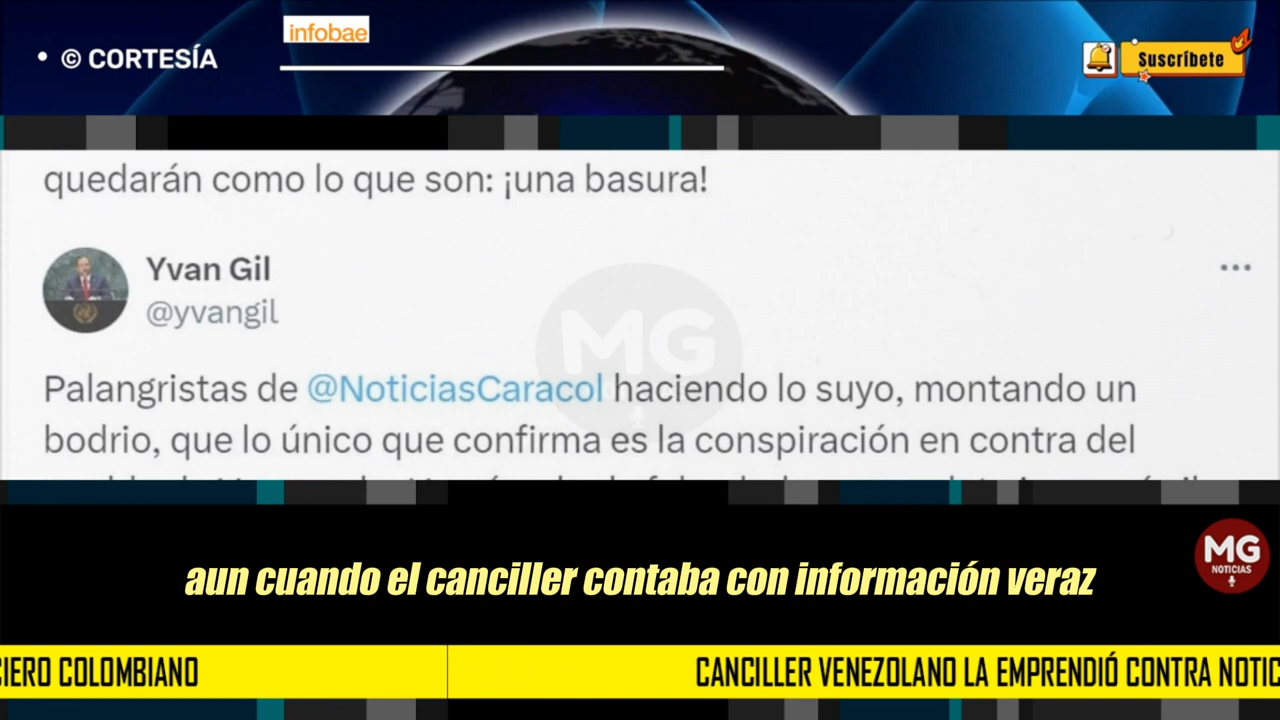 infobae
• © CORTESÍA
Suscríbete
quedarán como lo que son: ¡una basura!
Yvan Gil
@yvangil
Palangristas de @NoticiasCaracol haciendo lo suyo, montando un
bodrio, que lo único que confirma es la conspiración en contra del
MG
aun cuando el canciller contaba con información veraz
MG
NOTICIAS
CIERO COLOMBIANO
CANCILLER VENEZOLANO LA EMPRENDIÓ CONTRA NOTIC